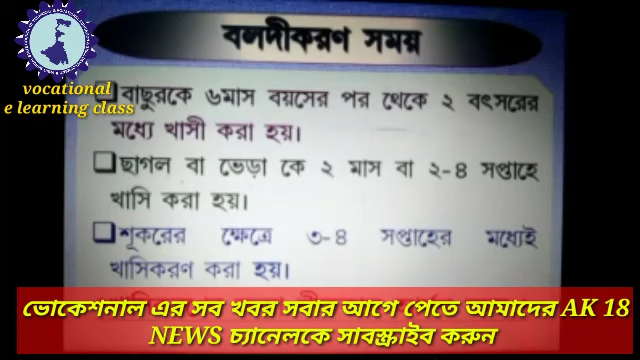 বলদীকরণ সময়
vocational
e learning class
বাছুরকে ৬মাস বয়সের পর থেকে ২ বৎসরের
মধ্যে খাসী করা হয়।
ছাগল বা ভেড়া কে ২ মাস বা ২-৪ সপ্তাহে
খাসি করা হয়।
শূকরের ক্ষেত্রে ৩-৪ সপ্তাহের মধ্যেই
খাসিকরণ করা হয়।
ভোকেশনাল এর সব খবর সবার আগে পেতে আমাদের AK 18
NEWS চ্যানেলকে সাবস্ক্রাইব করুন